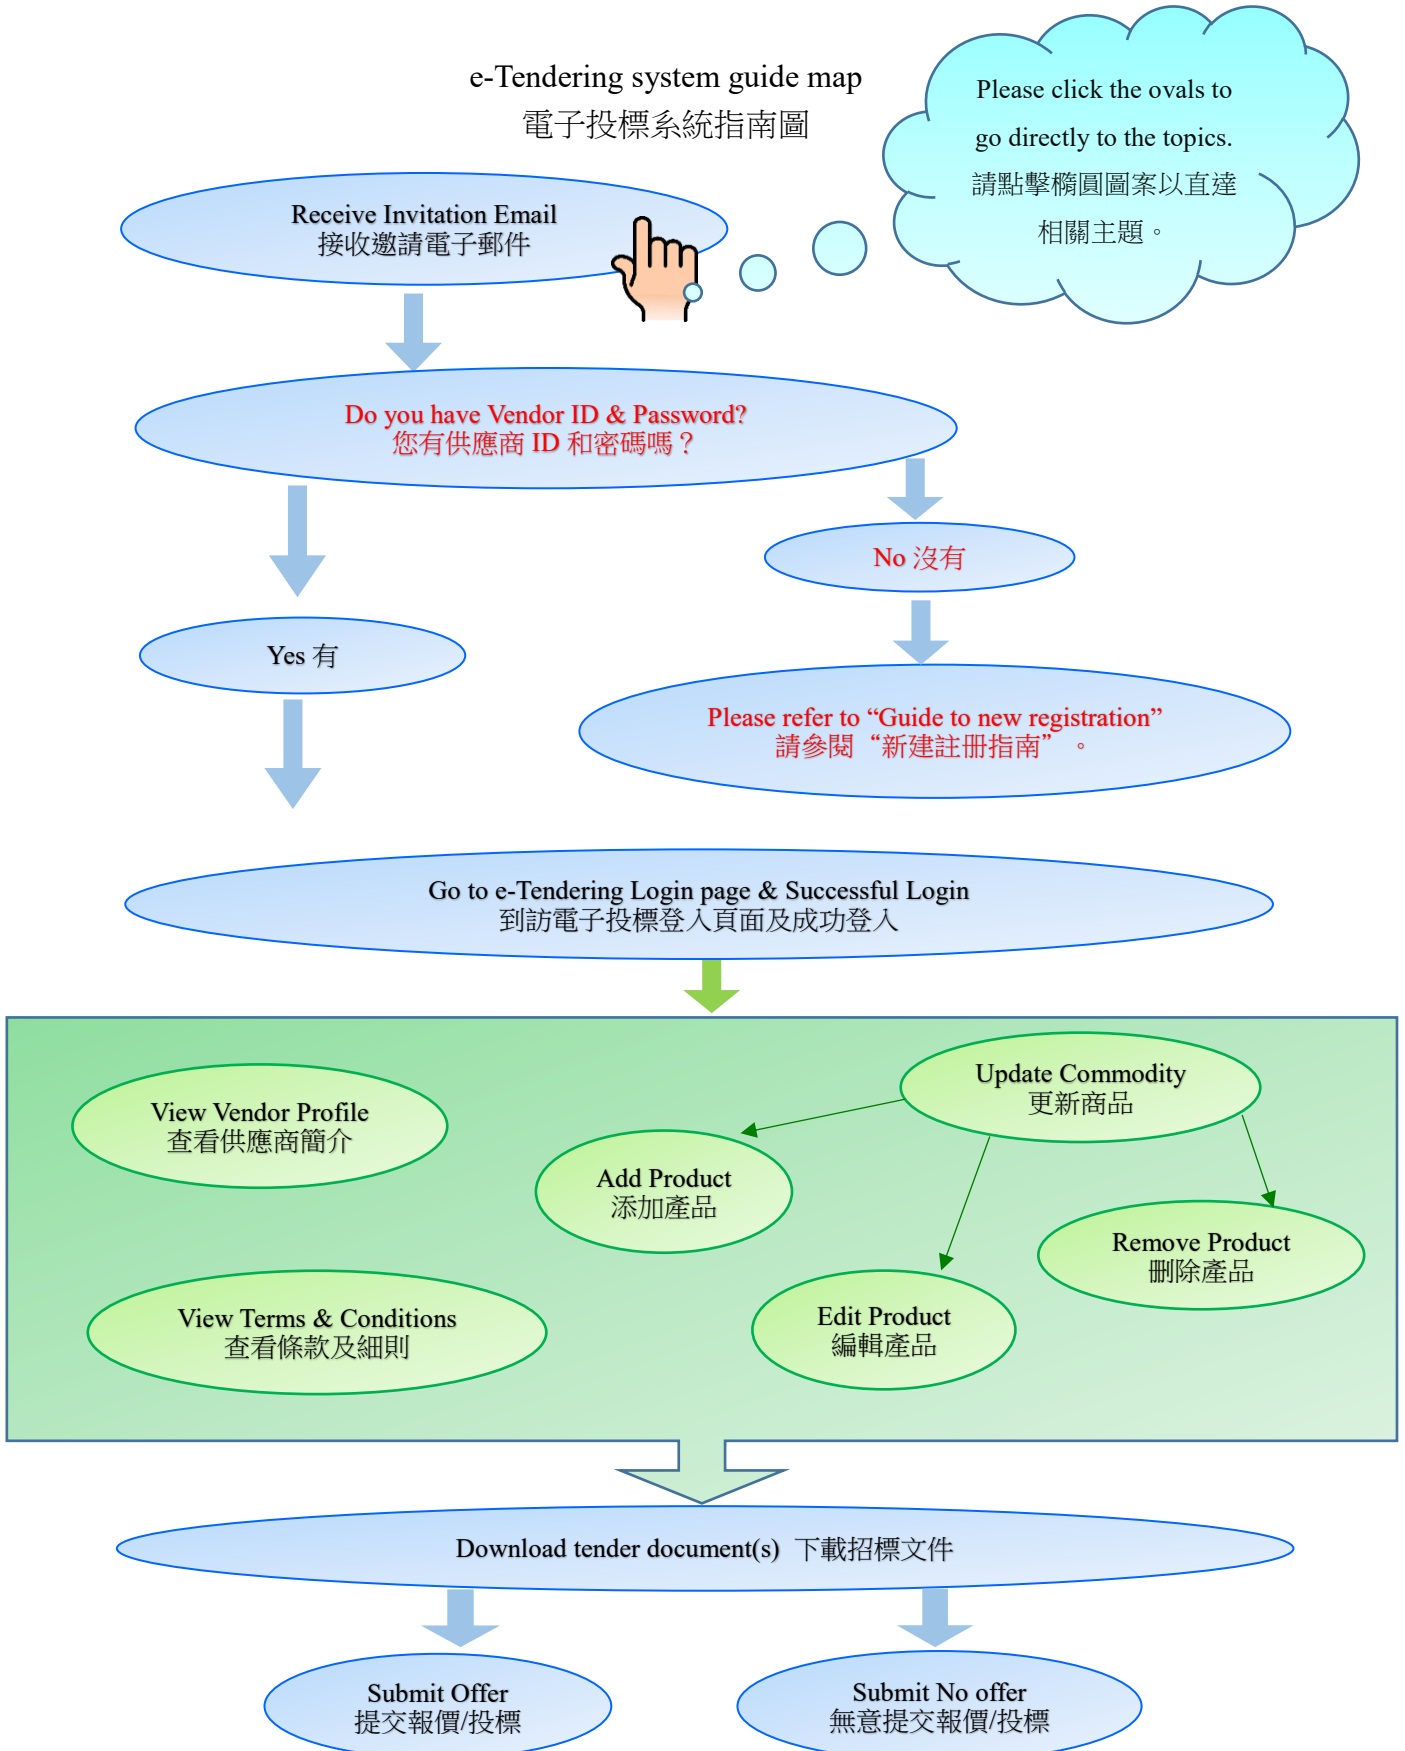 e-Tendering system guide map
電子投標系統指南圖
Please click the ovals to
go directly to the topics.
請點擊橢圓圖案以直達
相關主題。
Receive Invitation Email
接收邀請電子郵件
Do you have Vendor ID & Password?
您有供應商 ID 和密碼嗎？
No 沒有
Yes 有
Please refer to “Guide to new registration”
請參閱“新建註冊指南”。
Go to e-Tendering Login page & Successful Login
到訪電子投標登入頁面及成功登入
Update Commodity
更新商品
View Vendor Profile
查看供應商簡介
Add Product
添加產品
Remove Product
刪除產品
View Terms & Conditions
查看條款及細則
Edit Product
編輯產品
Download tender document(s) 下載招標文件
Submit Offer
提交報價/投標
Submit No offer
無意提交報價/投標